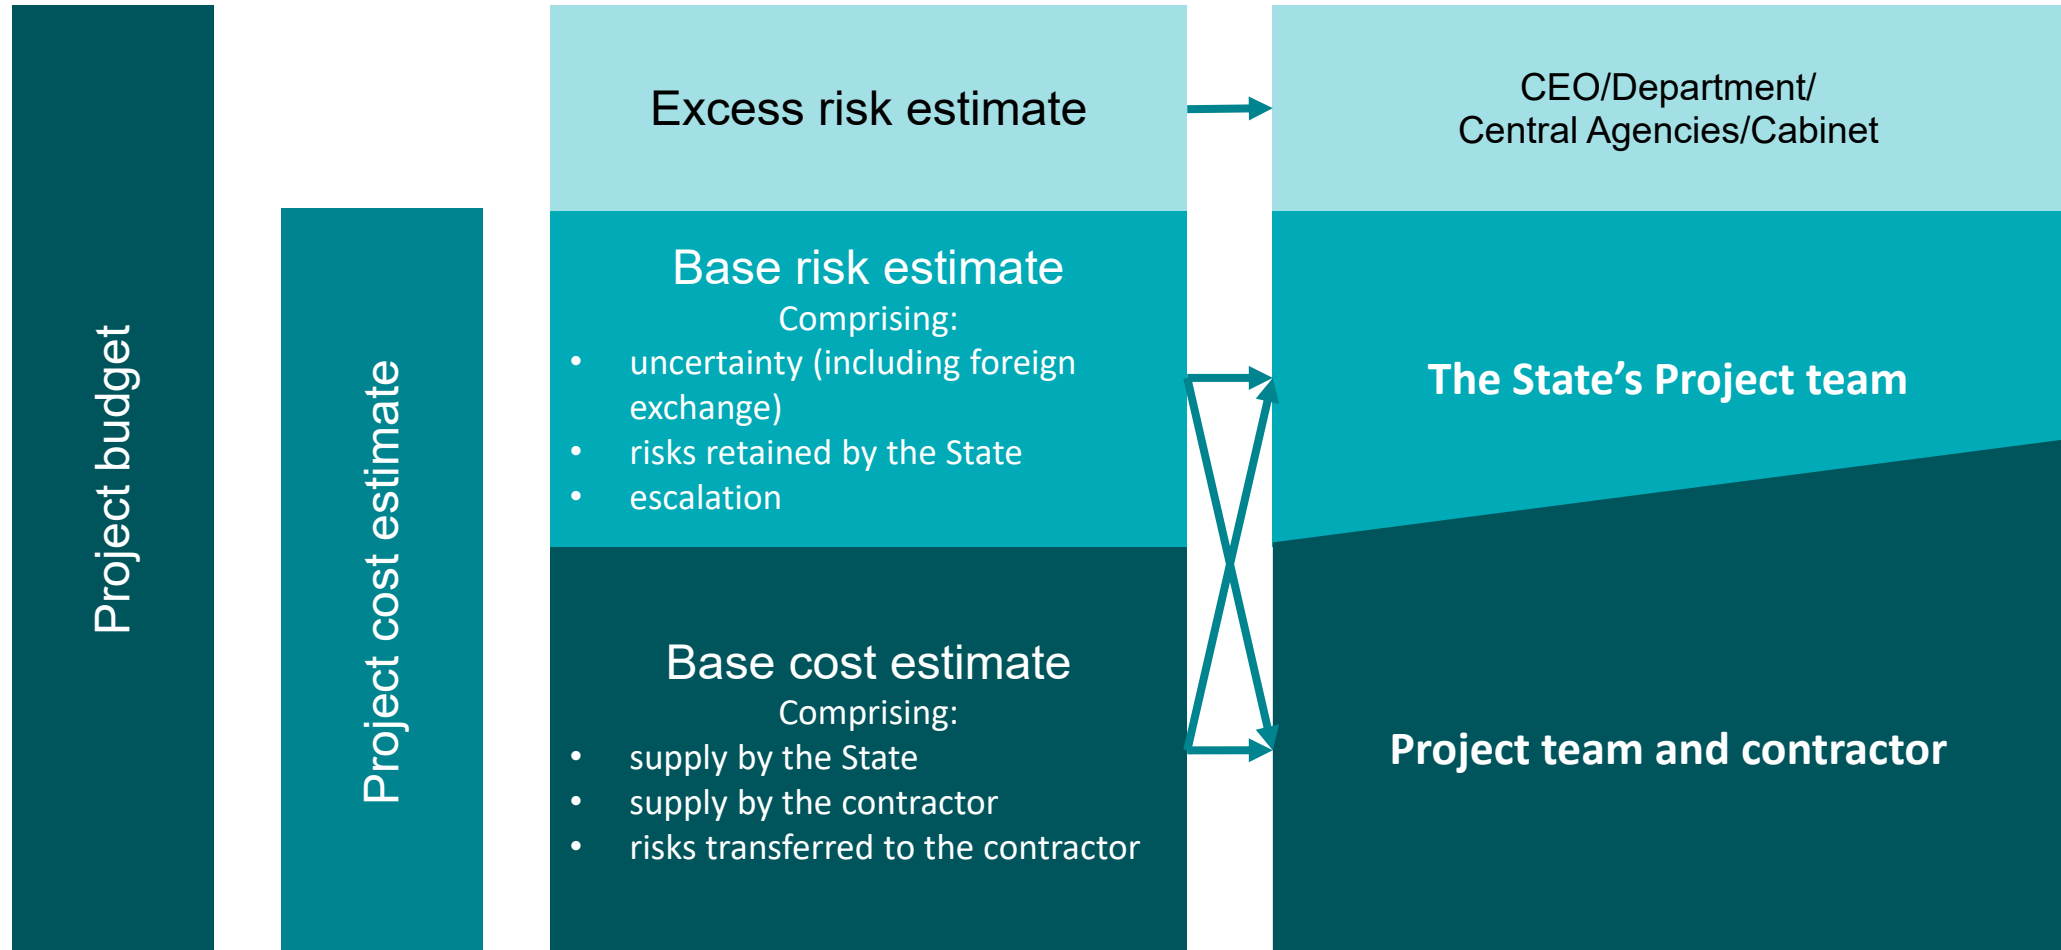 Project budget
Project cost estimate
Excess risk estimate
Base risk estimate
Comprising:
• uncertainty (including foreign
exchange)
• risks retained by the State
• escalation
Base cost estimate
Comprising:
• supply by the State
• supply by the contractor
• risks transferred to the contractor
CEO/Department/
Central Agencies/Cabinet
The State’s Project team
Project team and contractor